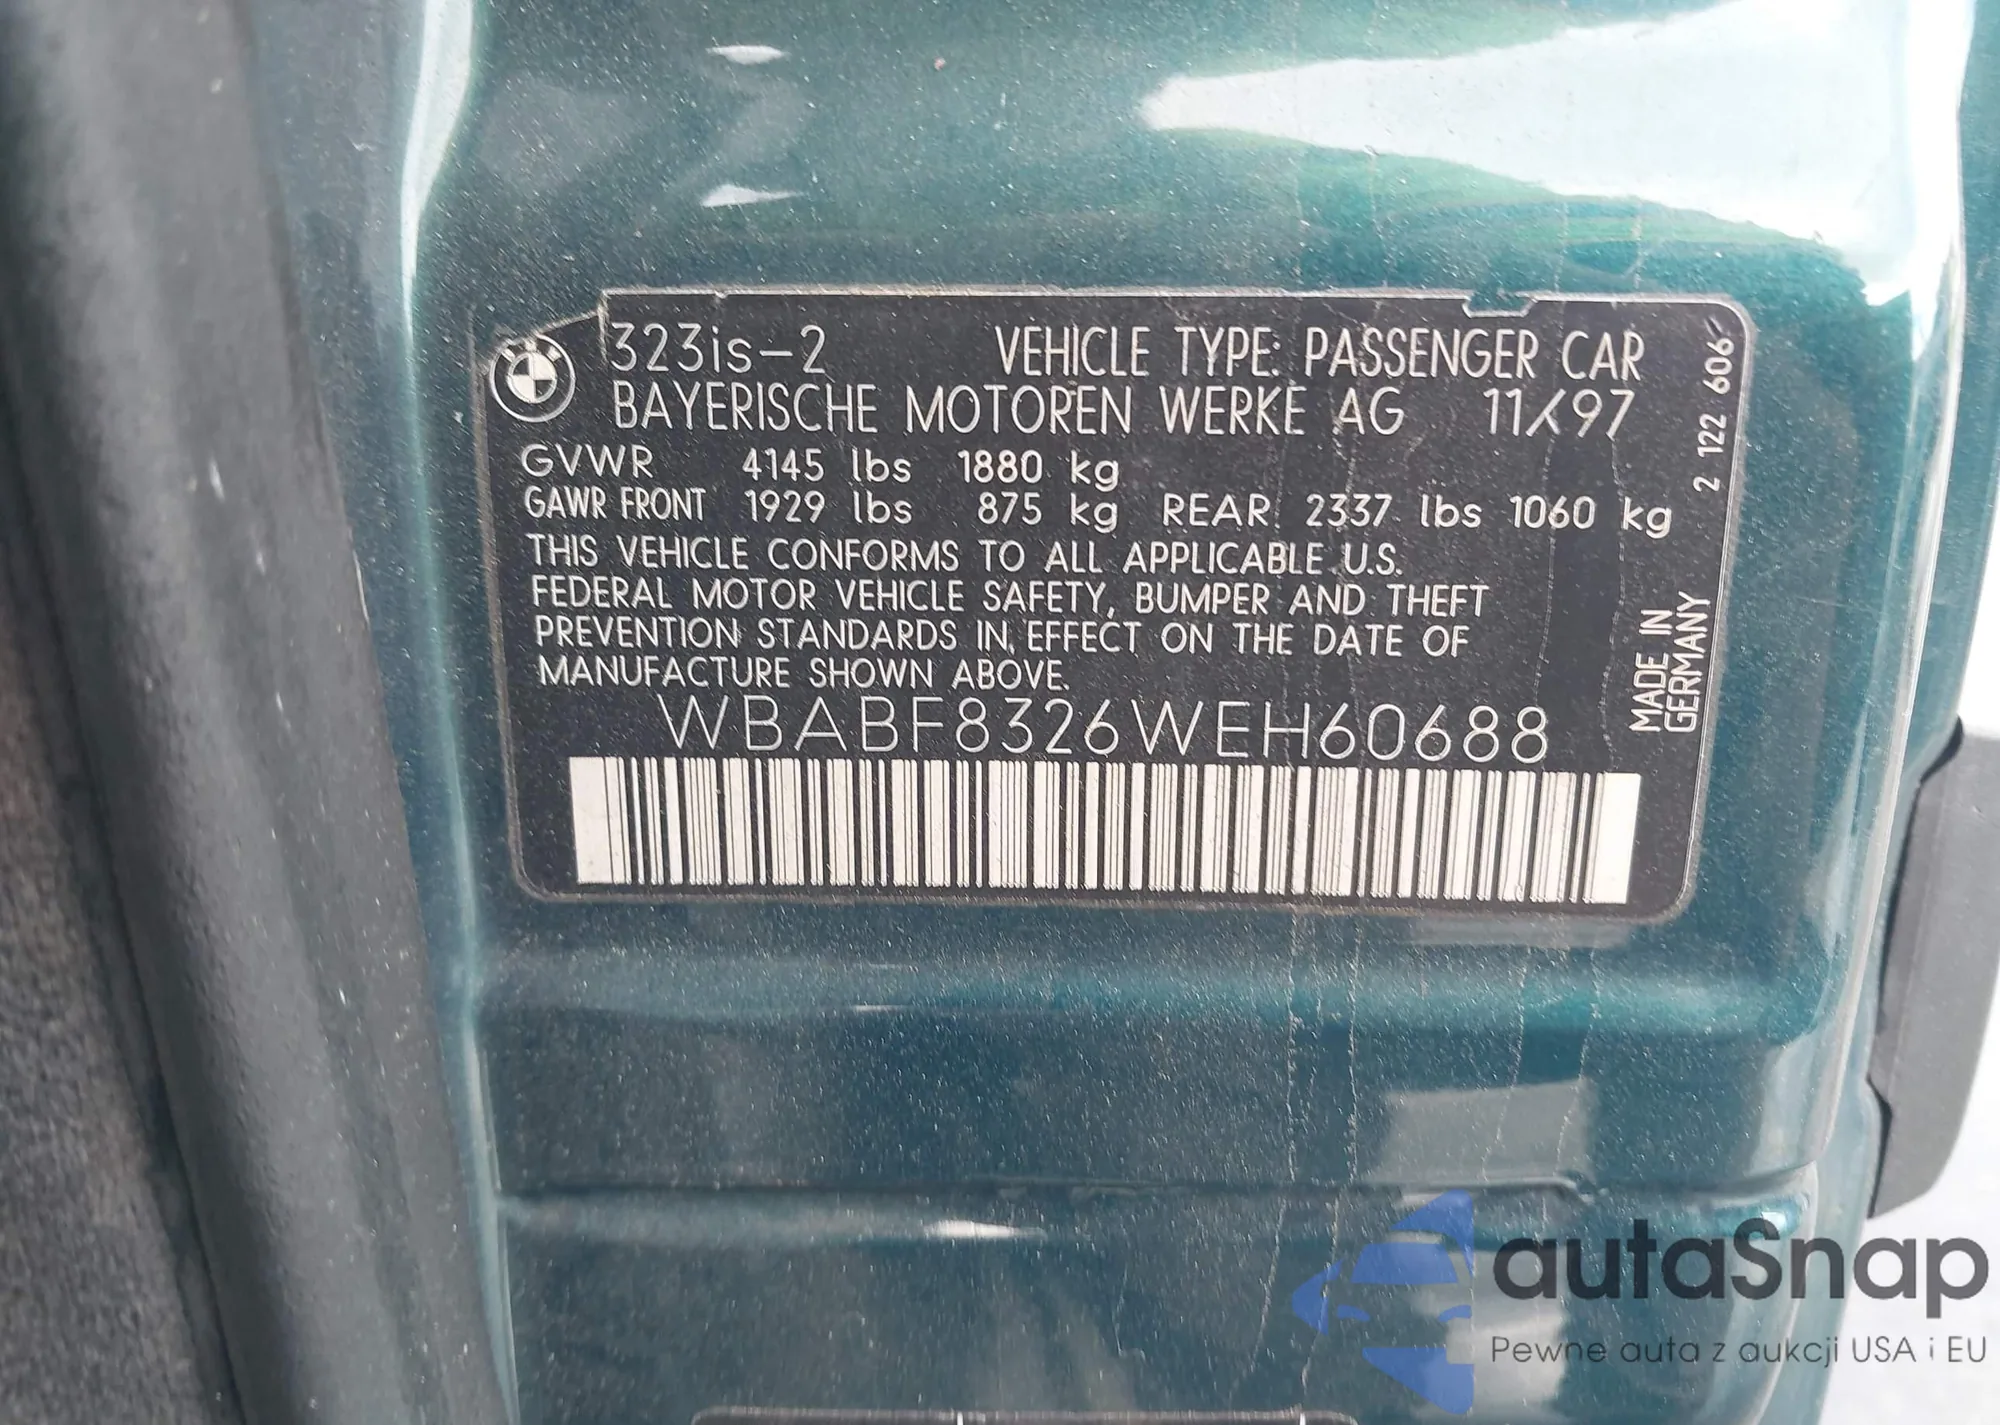 323is-2 VEHICLE TYPE: PASSENGER CAR
BAYERISCHE MOTOREN WERKE AG 11/97
GVWR 4145 lbs 1880 kg
GAWR FRONT 1929 lbs 875 kg REAR: 2337 lbs 1060 kg
THIS VEHICLE CONFORMS TO ALL APPLICABLE U.S.
FEDERAL MOTOR VEHICLE SAFETY, BUMPER AND THEFT
PREVENTION STANDARDS IN EFFECT ON THE DATE OF
MANUFACTURE SHOWN ABOVE.
WBABF8326WEH60688
2 122 606
MADE IN
GERMANY
autaSnap
Pewne auta z aukcji USA i EU